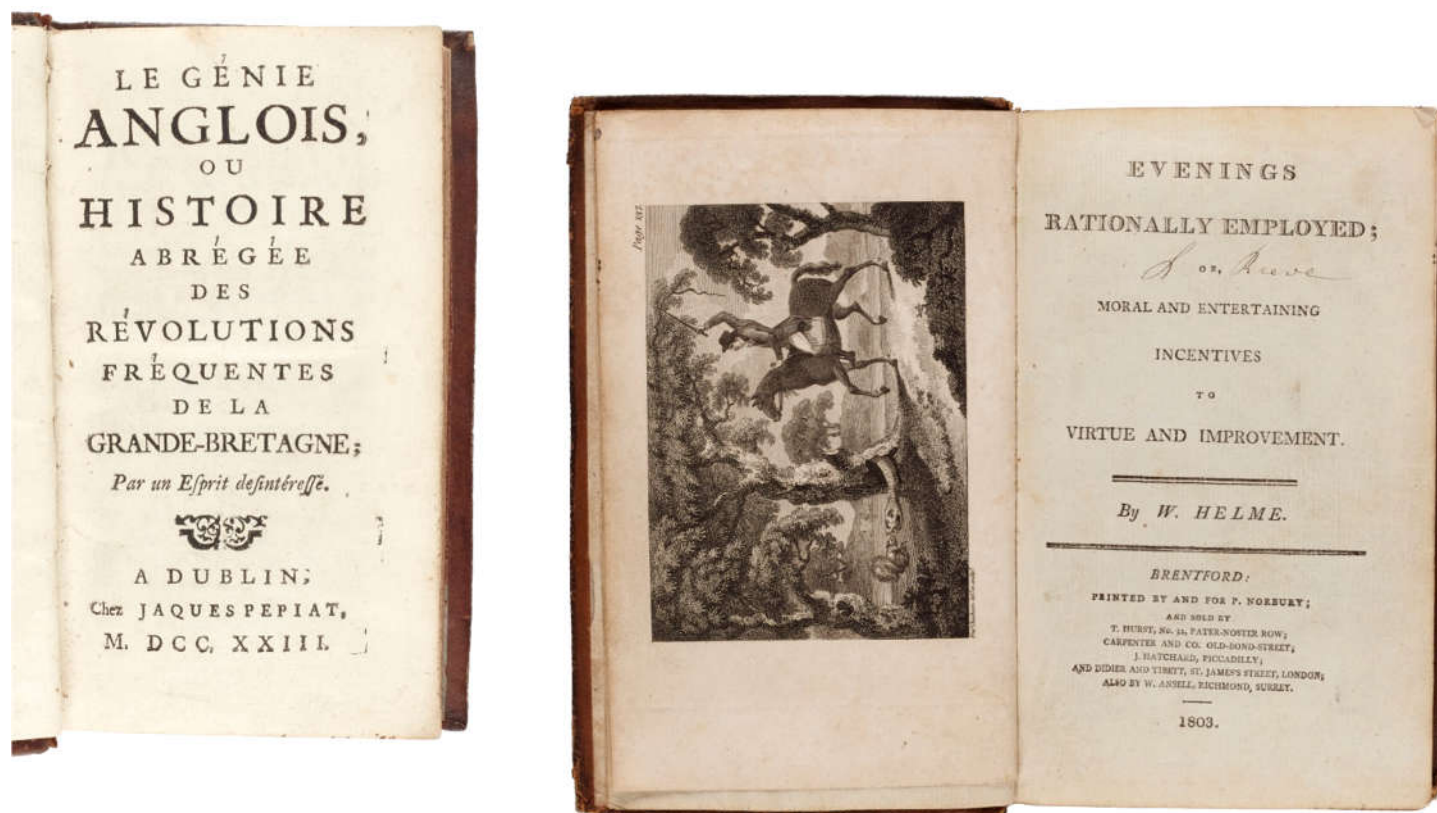 LE GÉNIE
ANGLOIS,
OU
HISTOIRE
ABRÉGÉE
DES
RÉVOLUTIONS
FRÉQUENTES
DE LA
GRANDE-BRETAGNE;
Par un Eſprit deſintéreſſé.
A DUBLIN;
Chez JAQUES PEPIAT,
M. DCC, XXIII.
Page
EVENINGS
RATIONALLY EMPLOYED;
OR,
MORAL AND ENTERTAINING
INCENTIVES
TO
VIRTUE AND IMPROVEMENT.
By W. HELME.
BRENTFORD:
PRINTED BY AND FOR P. NORBURY;
AND SOLD BY
T. HURST, No. 32, PATER-NOSTER ROW;
CARPENTER AND CO. OLD-BOND-STREET;
J. HATCHARD, PICCADILLY;
AND DIDIER AND TIBETT, ST. JAMES'S STREET, LONDON;
ALSO BY W. ANSELL, RICHMOND, SURREY.
1803.